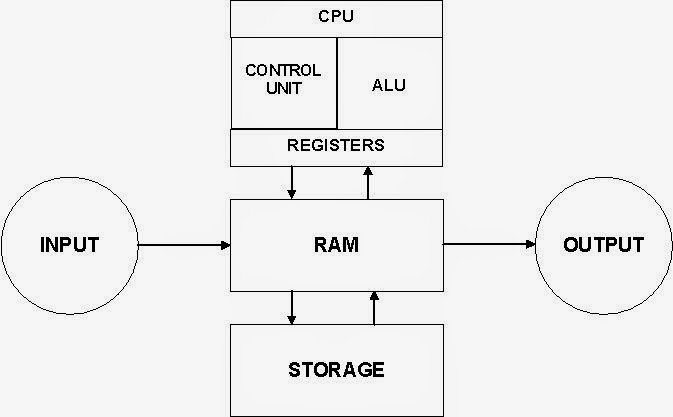 CPU
CONTROL
UNIT
ALU
REGISTERS
INPUT
RAM
OUTPUT
STORAGE